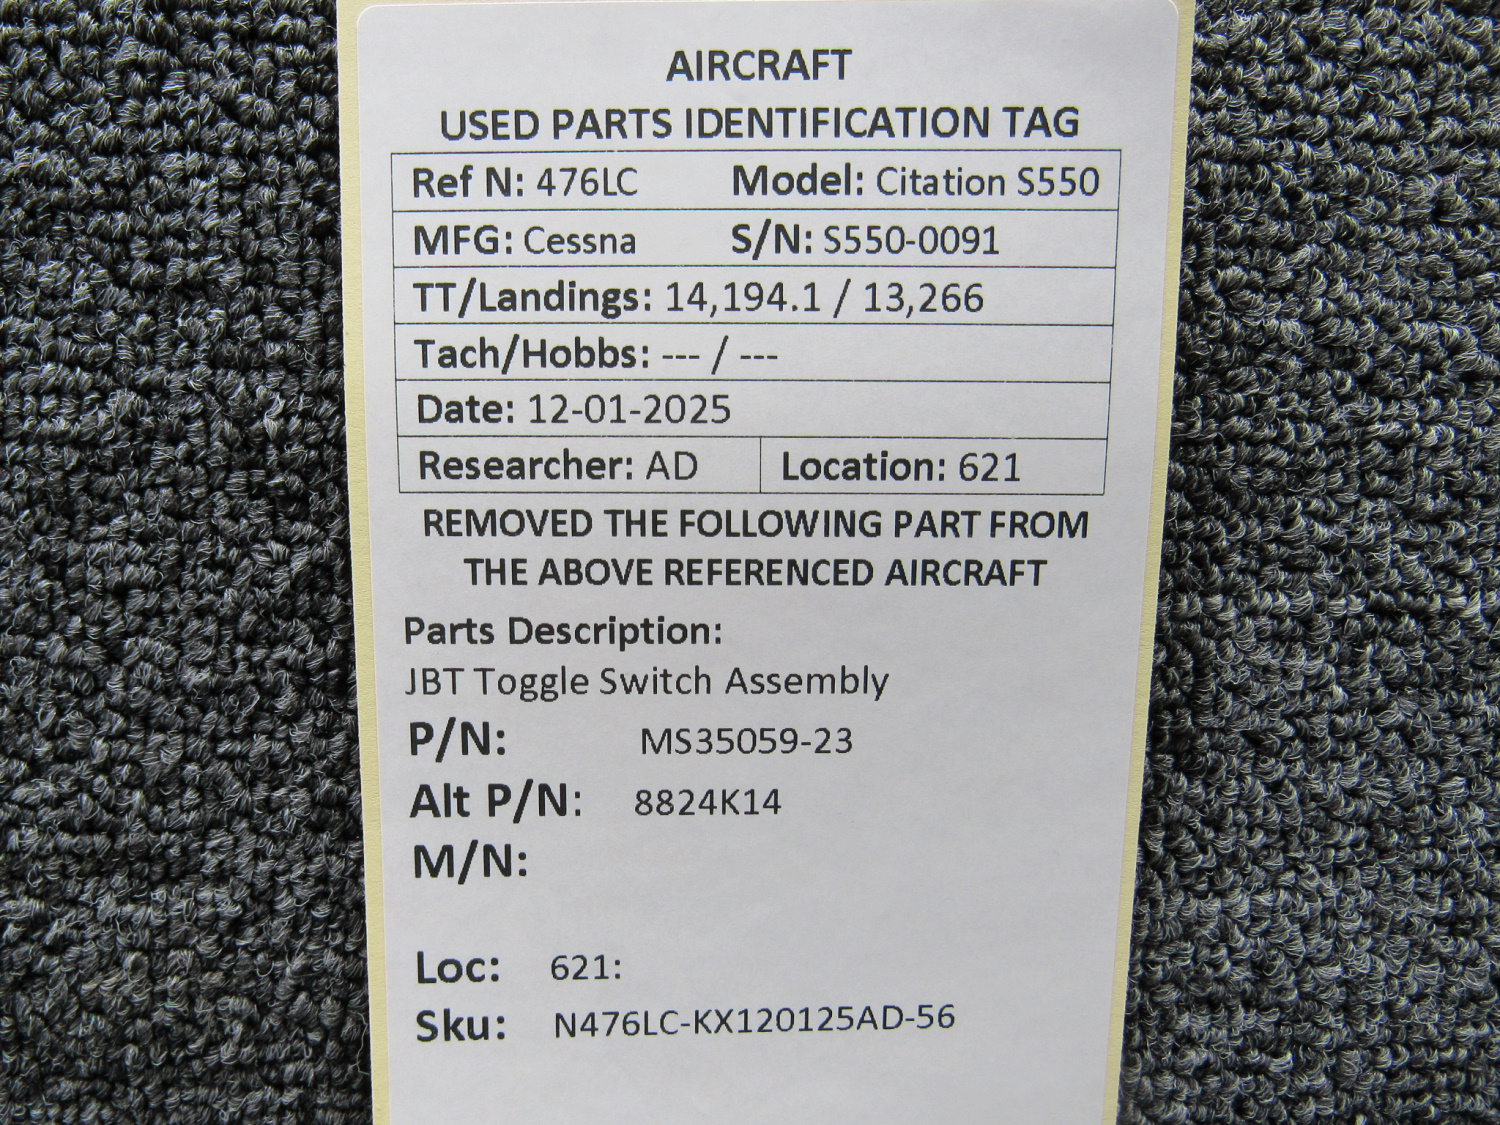 AIRCRAFT
USED PARTS IDENTIFICATION TAG
Ref N: 476LC Model: Citation S550
MFG: Cessna S/N: S550-0091
TT/Landings: 14,194.1 / 13,266
Tach/Hobbs: --- / ---
Date: 12-01-2025
Researcher: AD Location: 621
REMOVED THE FOLLOWING PART FROM
THE ABOVE REFERENCED AIRCRAFT
Parts Description:
JBT Toggle Switch Assembly
P/N: MS35059-23
Alt P/N: 8824K14
M/N:
Loc: 621:
Sku: N476LC-KX120125AD-56